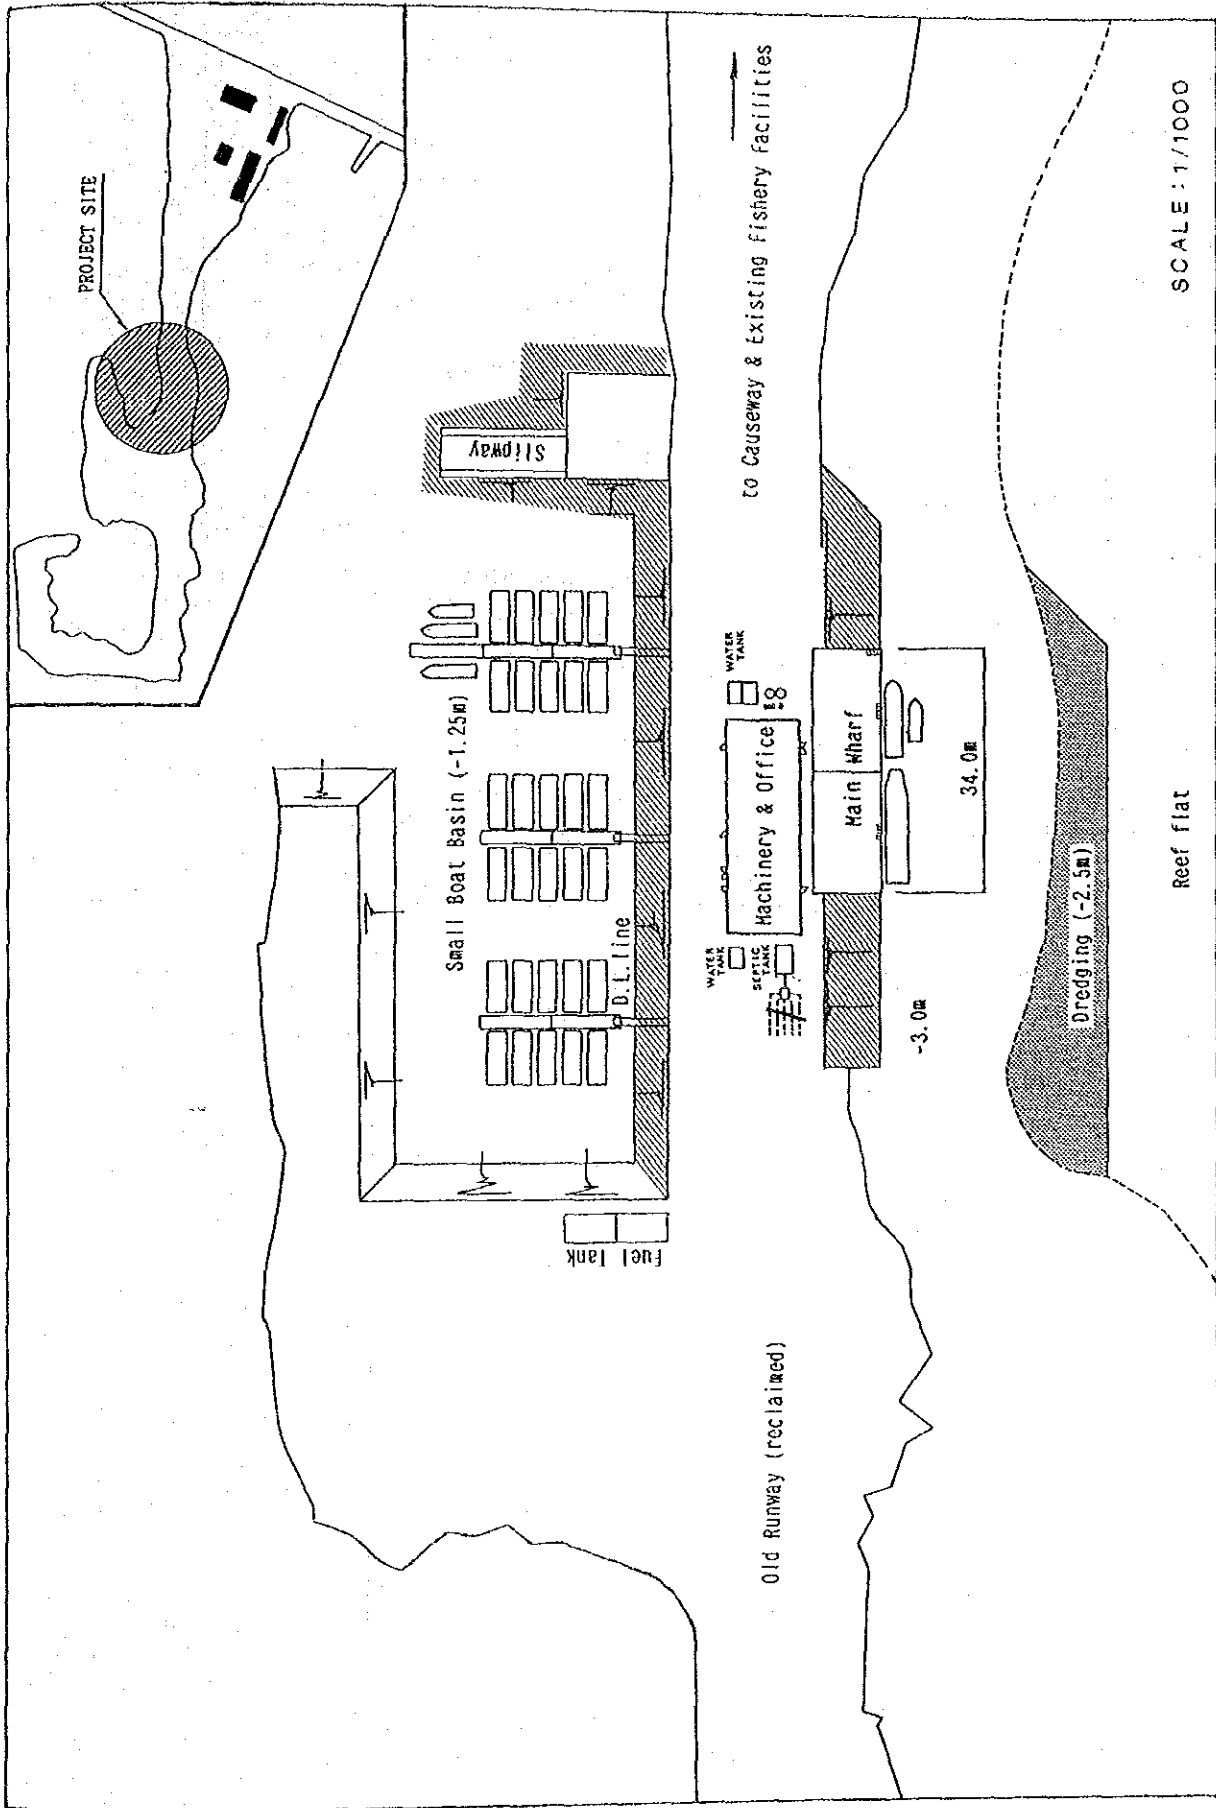 PROJECT SITE
Slipway
Small Boat Basin (-1.25m)
D.L.line
Fuel Tank
to Causeway & Existing Fishery Facilities
WATER
TANK
Machinery & Office
WATER
TANK
SEPTIC
TANK
Main Wharf
34.0m
-3.0m
Old Runway (reclaimed)
Dredging (-2.5m)
Reef flat
SCALE:1/1000